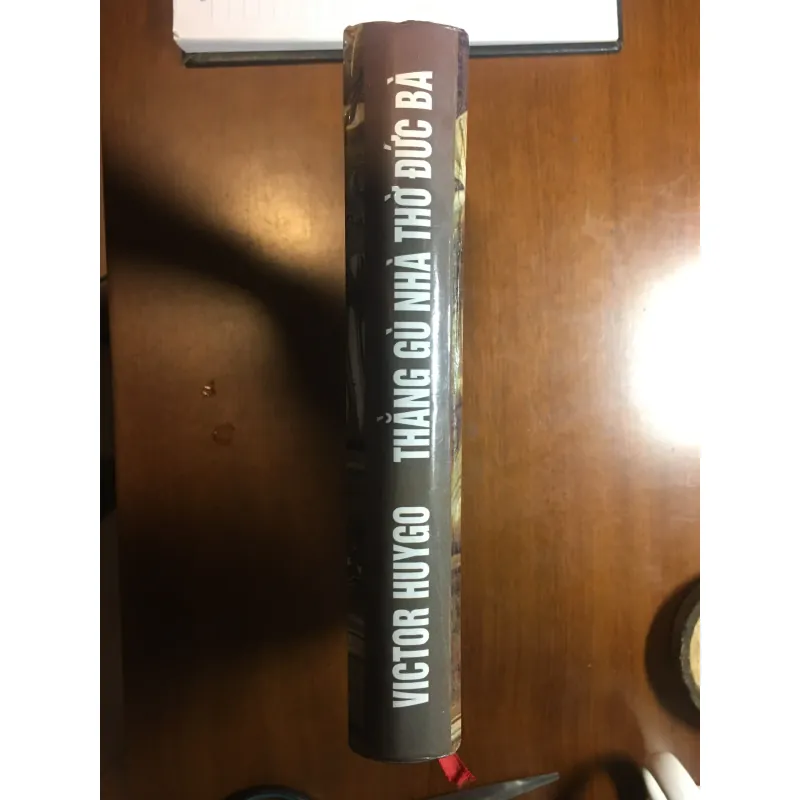 VICTOR HUYGO THẰNG GÙ NHÀ THỜ ĐỨC BÀ